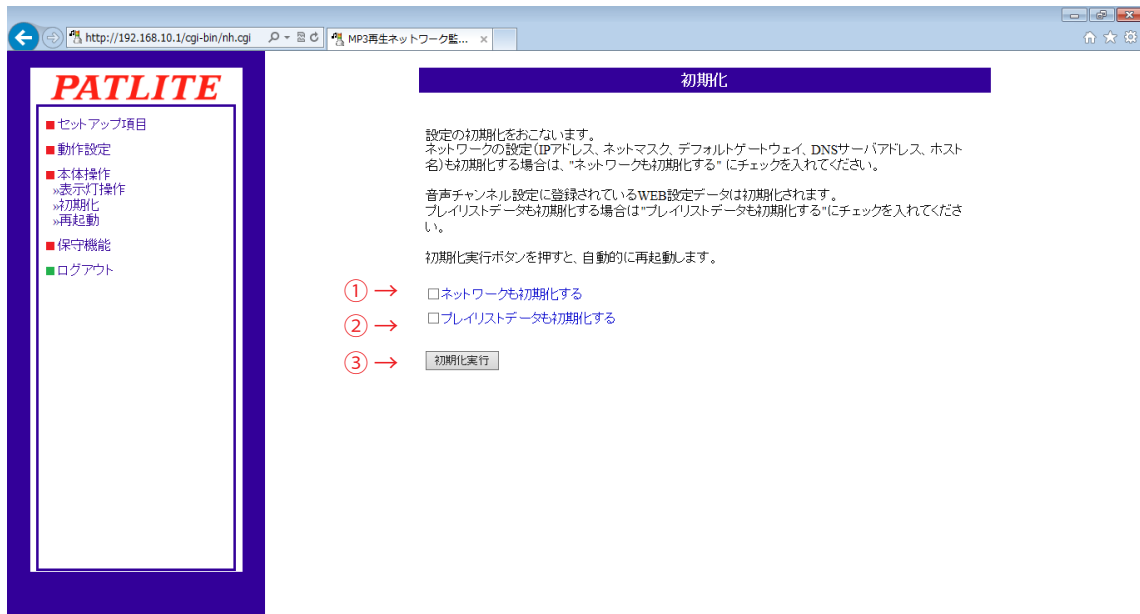 http://192.168.10.1/cgi-bin/nh.cgi
MP3再生ネットワーク監...
PATLITE
セットアップ項目
動作設定
本体操作
»表示灯操作
»初期化
»再起動
保守機能
ログアウト
初期化
設定の初期化をおこないます。
ネットワークの設定(IPアドレス、ネットマスク、デフォルトゲートウェイ、DNSサーバアドレス、ホスト
名)も初期化する場合は、"ネットワークも初期化する" にチェックを入れてください。
音声チャンネル設定に登録されているWEB設定データは初期化されます。
プレイリストデータも初期化する場合は"プレイリストデータも初期化する"にチェックを入れてくださ
い。
初期化実行ボタンを押すと、自動的に再起動します。
①→ □ネットワークも初期化する
②→ □プレイリストデータも初期化する
③→ 初期化実行